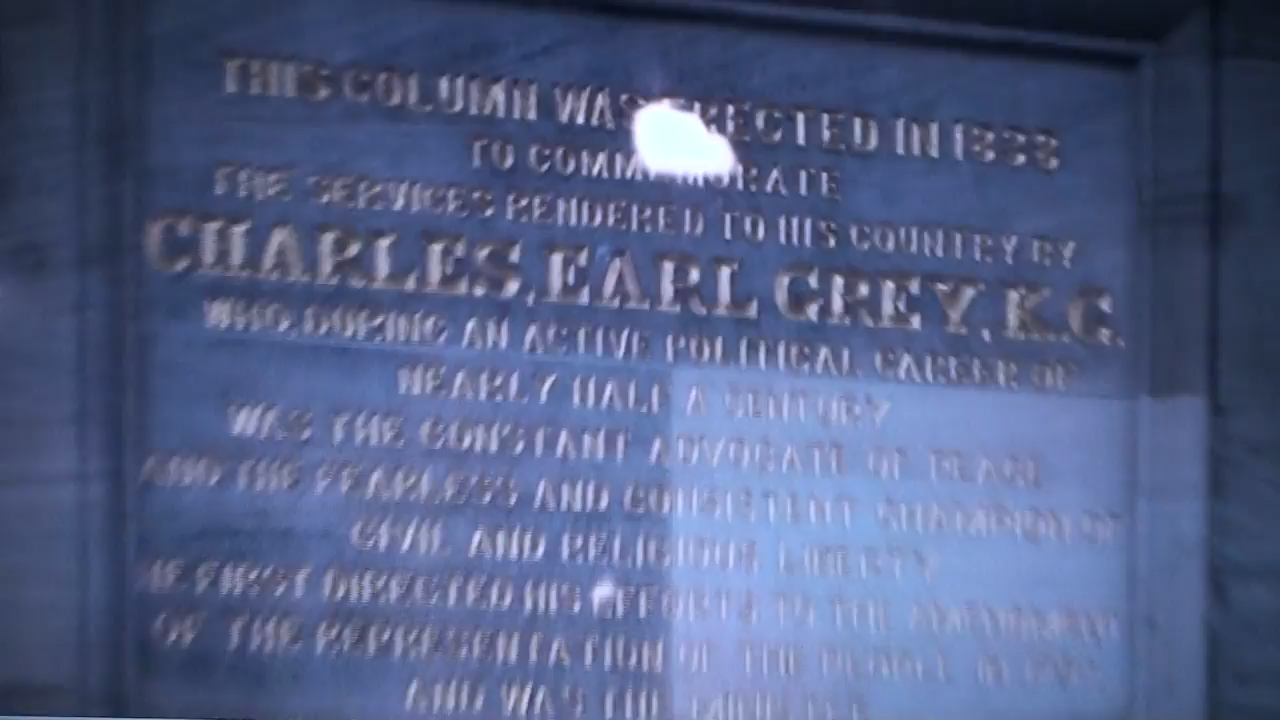 THIS COLUMN WAS ERECTED IN 1838
TO COMMEMORATE
THE SERVICES RENDERED TO HIS COUNTRY BY
CHARLES, EARL GREY, K.G.
WHO DURING AN ACTIVE POLITICAL CAREER OF
NEARLY HALF A CENTURY
WAS THE CONSTANT ADVOCATE OF PEACE
AND THE FEARLESS AND CONSISTENT CHAMPION OF
CIVIL AND RELIGIOUS LIBERTY
HE FIRST DIRECTED HIS EFFORTS TO THE AMENDMENT
OF THE REPRESENTATION OF THE PEOPLE IN
AND WAS THE MINISTER